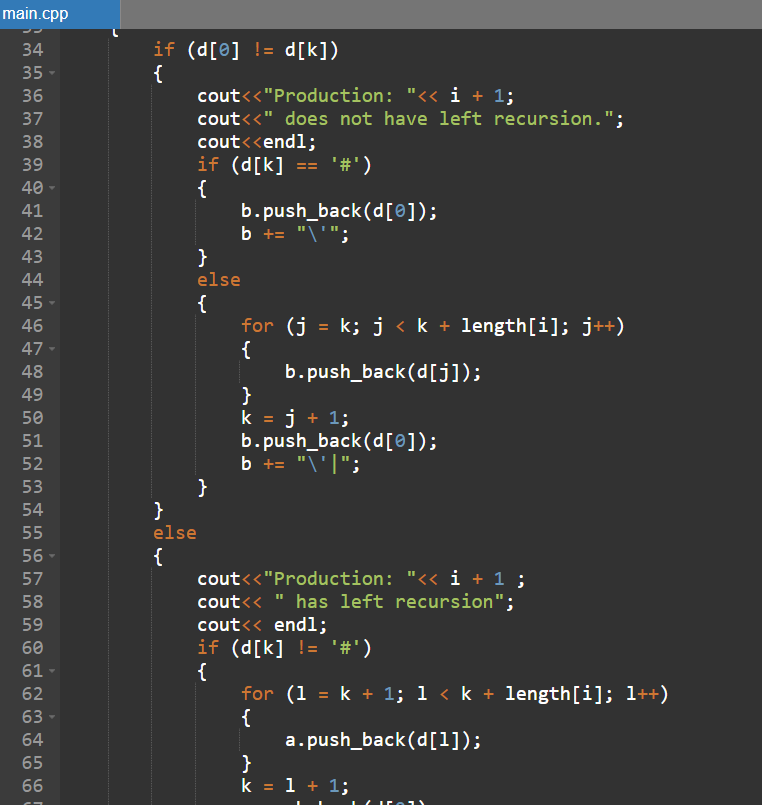 main.cpp
33 {
34 if (d[0] != d[k])
35 {
36 cout<<"Production: "<< i + 1;
37 cout<<" does not have left recursion.";
38 cout<<endl;
39 if (d[k] == '#')
40 {
41 b.push_back(d[0]);
42 b += "\'";
43 }
44 else
45 {
46 for (j = k; j < k + length[i]; j++)
47 {
48 b.push_back(d[j]);
49 }
50 k = j + 1;
51 b.push_back(d[0]);
52 b += "\'|";
53 }
54 }
55 else
56 {
57 cout<<"Production: "<< i + 1 ;
58 cout<< " has left recursion";
59 cout<< endl;
60 if (d[k] != '#')
61 {
62 for (l = k + 1; l < k + length[i]; l++)
63 {
64 a.push_back(d[l]);
65 }
66 k = l + 1;